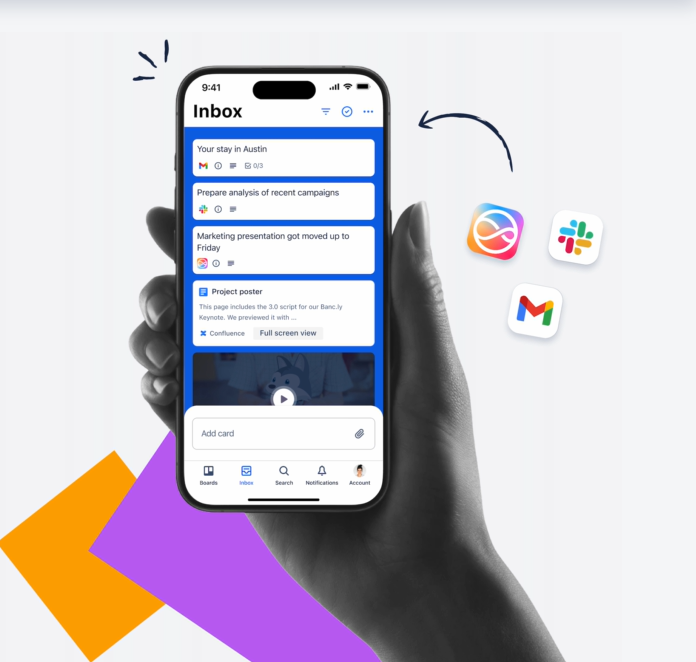 9:41
Inbox
Your stay in Austin
0/3
Prepare analysis of recent campaigns
Marketing presentation got moved up to
Friday
Project poster
This page includes the 3.0 script for our Banc.ly
Keynote. We previewed it with ...
Confluence Full screen view
Add card
Boards Inbox Search Notifications Account